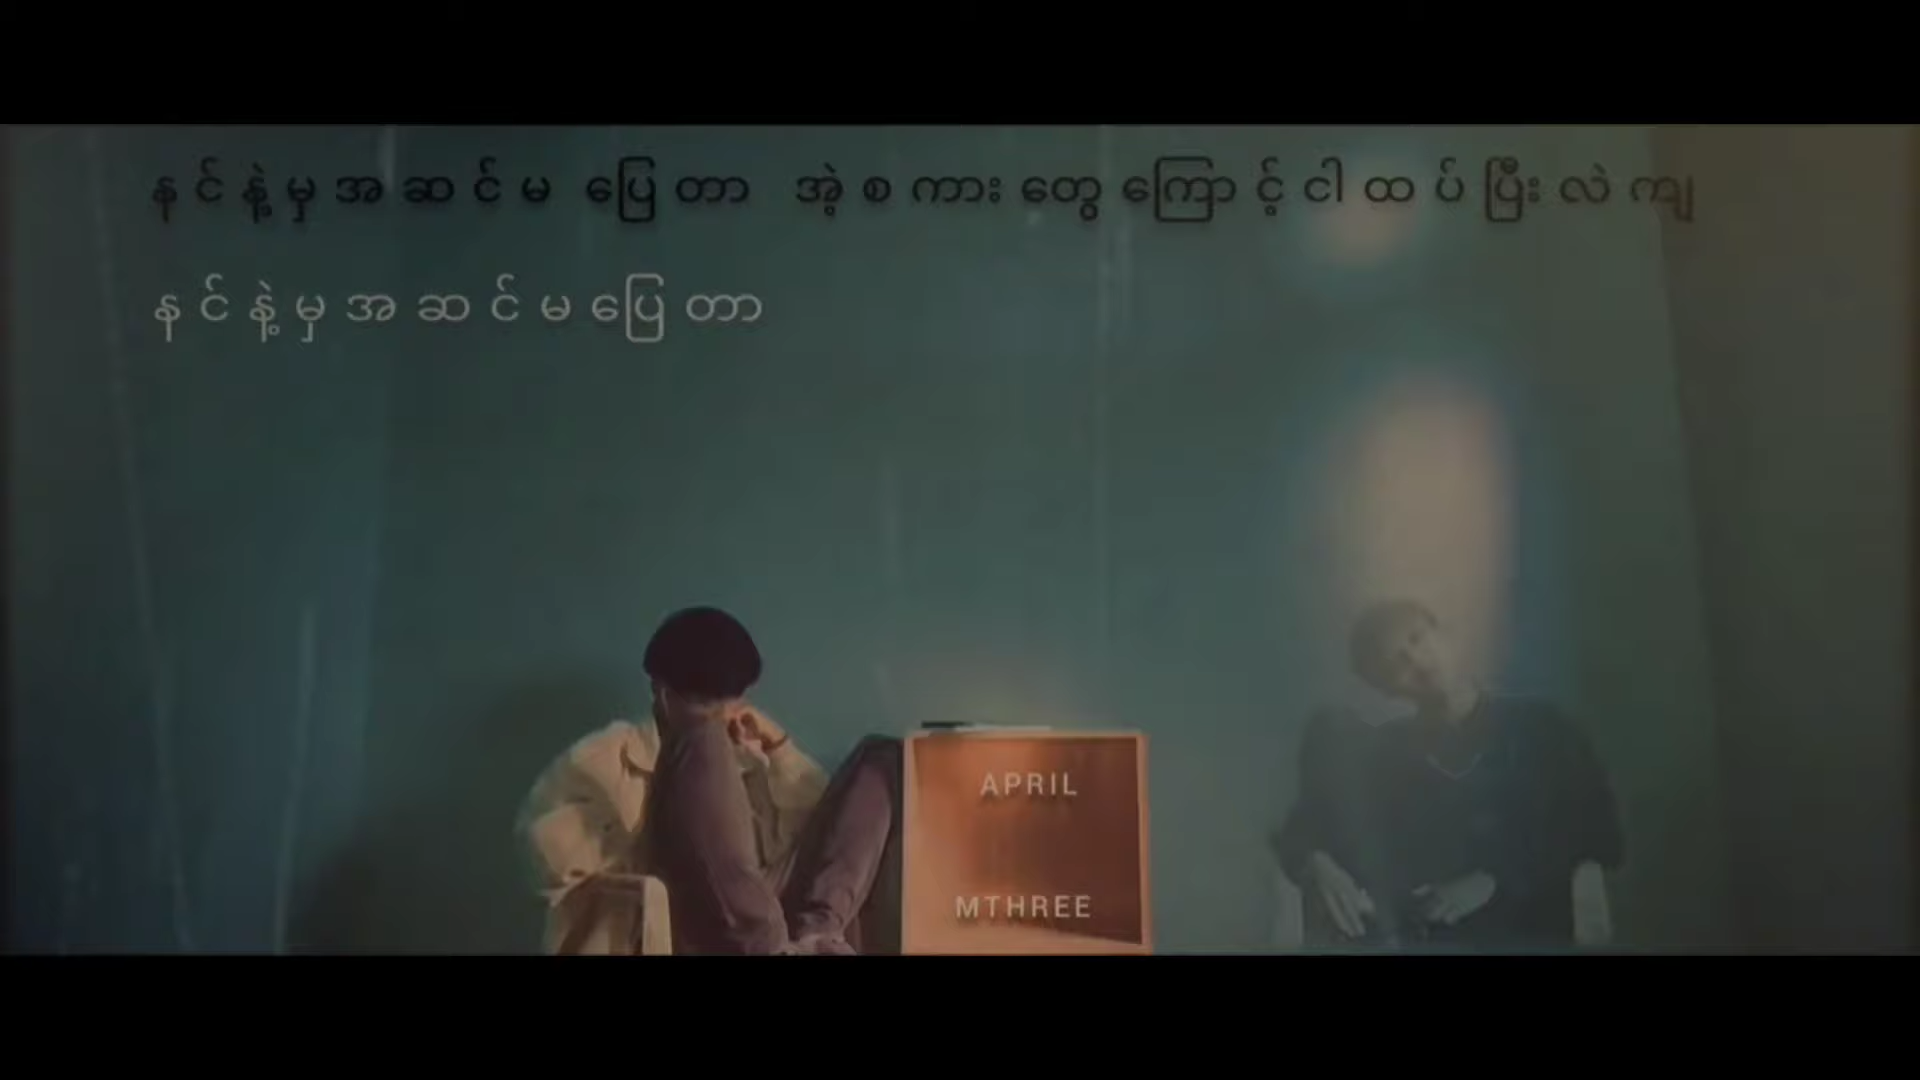 နင်နဲ့မှအဆင်မ ပြေတာ အဲ့စကားတွေကြောင့်ငါထပ်ပြီးလဲကျ
နင်နဲ့မှအဆင်မပြေတာ
APRIL
MTHREE